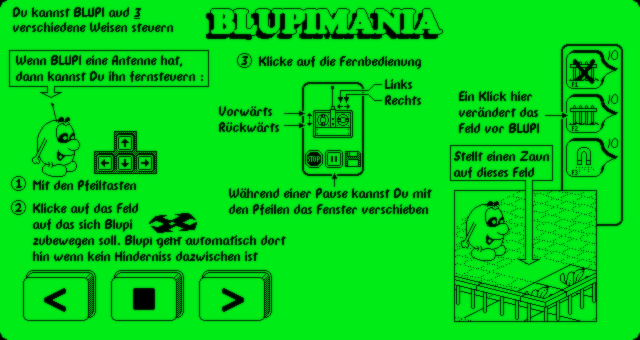 Du kannst BLUPI aud 3
verschiedene Weisen steuern
BLUPIMANIA
Wenn BLUPI eine Antenne hat,
dann kannst Du ihn fernsteuern :
① Mit den Pfeiltasten
② Klicke auf das Feld
auf das sich Blupi
zubewegen soll. Blupi geht automatisch dort
hin wenn kein Hinderniss dazwischen ist
③ Klicke auf die Fernbedienung
Links
Rechts
Vorwärts
Rückwärts
STOP
Während einer Pause kannst Du mit
den Pfeilen das Fenster verschieben
Ein Klick hier
verändert das
Feld vor BLUPI
10
F1
10
F2
10
F3
Stellt einen Zaun
auf dieses Feld